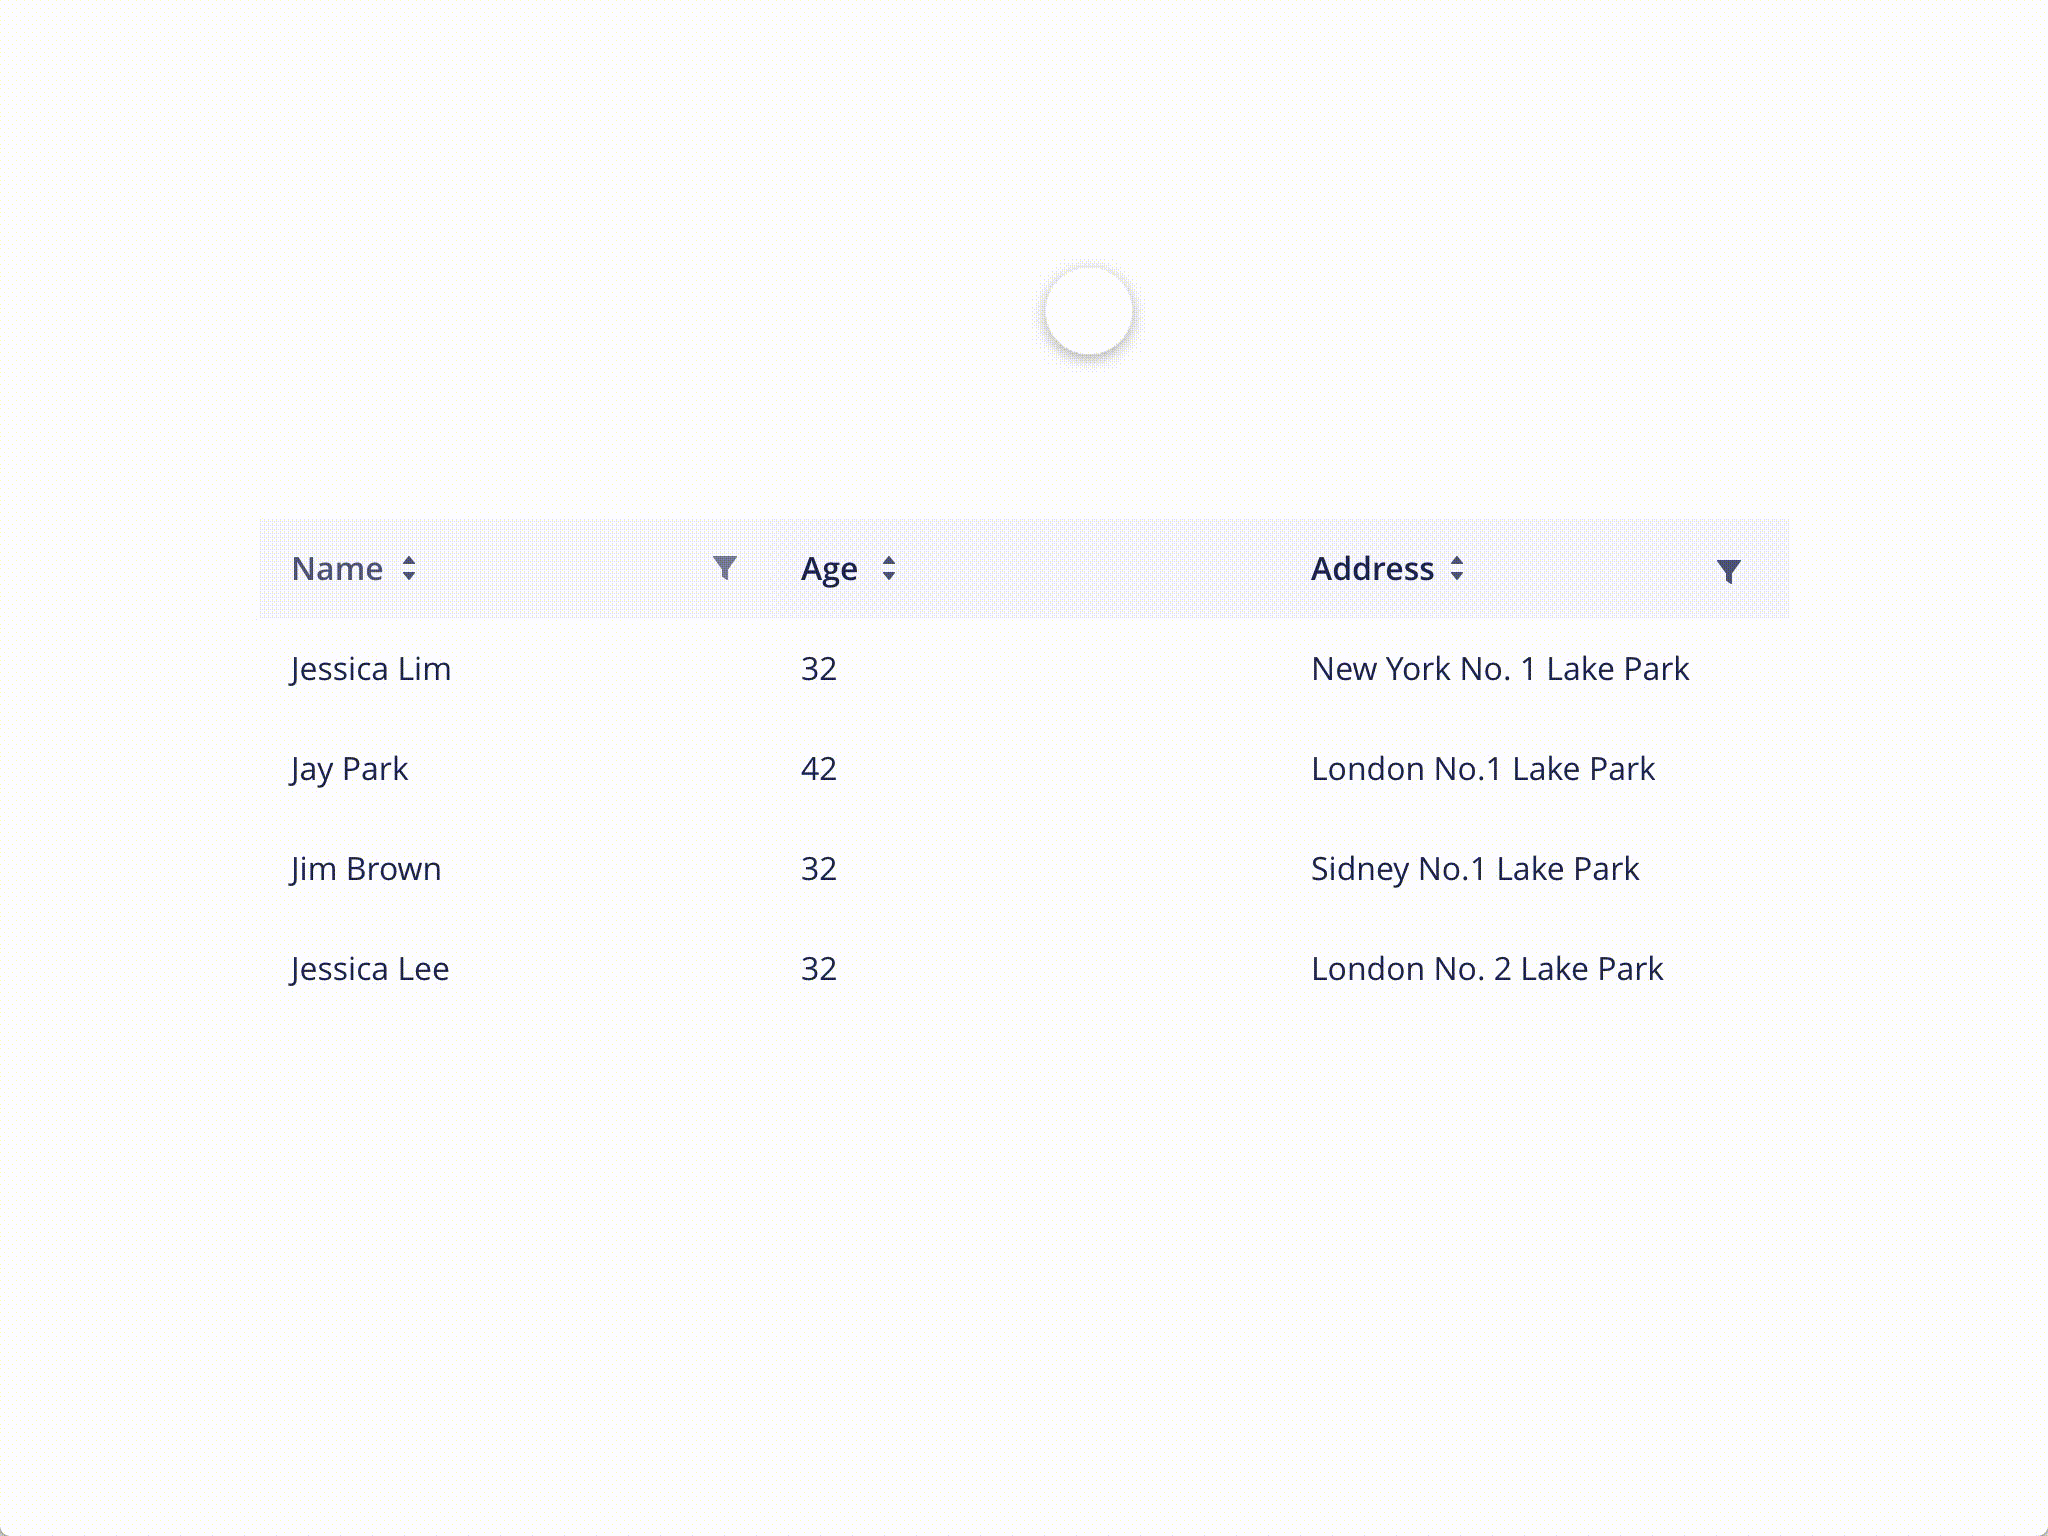 Name Age Address
Jessica Lim 32 New York No. 1 Lake Park
Jay Park 42 London No.1 Lake Park
Jim Brown 32 Sidney No.1 Lake Park
Jessica Lee 32 London No. 2 Lake Park